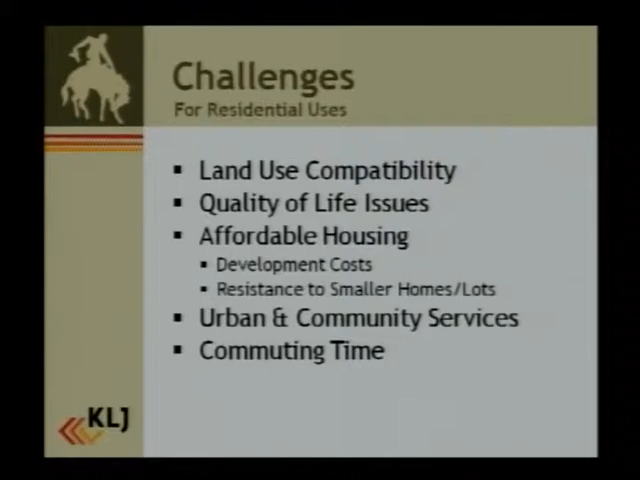 Challenges
For Residential Uses
Land Use Compatibility
Quality of Life Issues
Affordable Housing
Development Costs
Resistance to Smaller Homes/Lots
Urban & Community Services
Commuting Time
KLJ